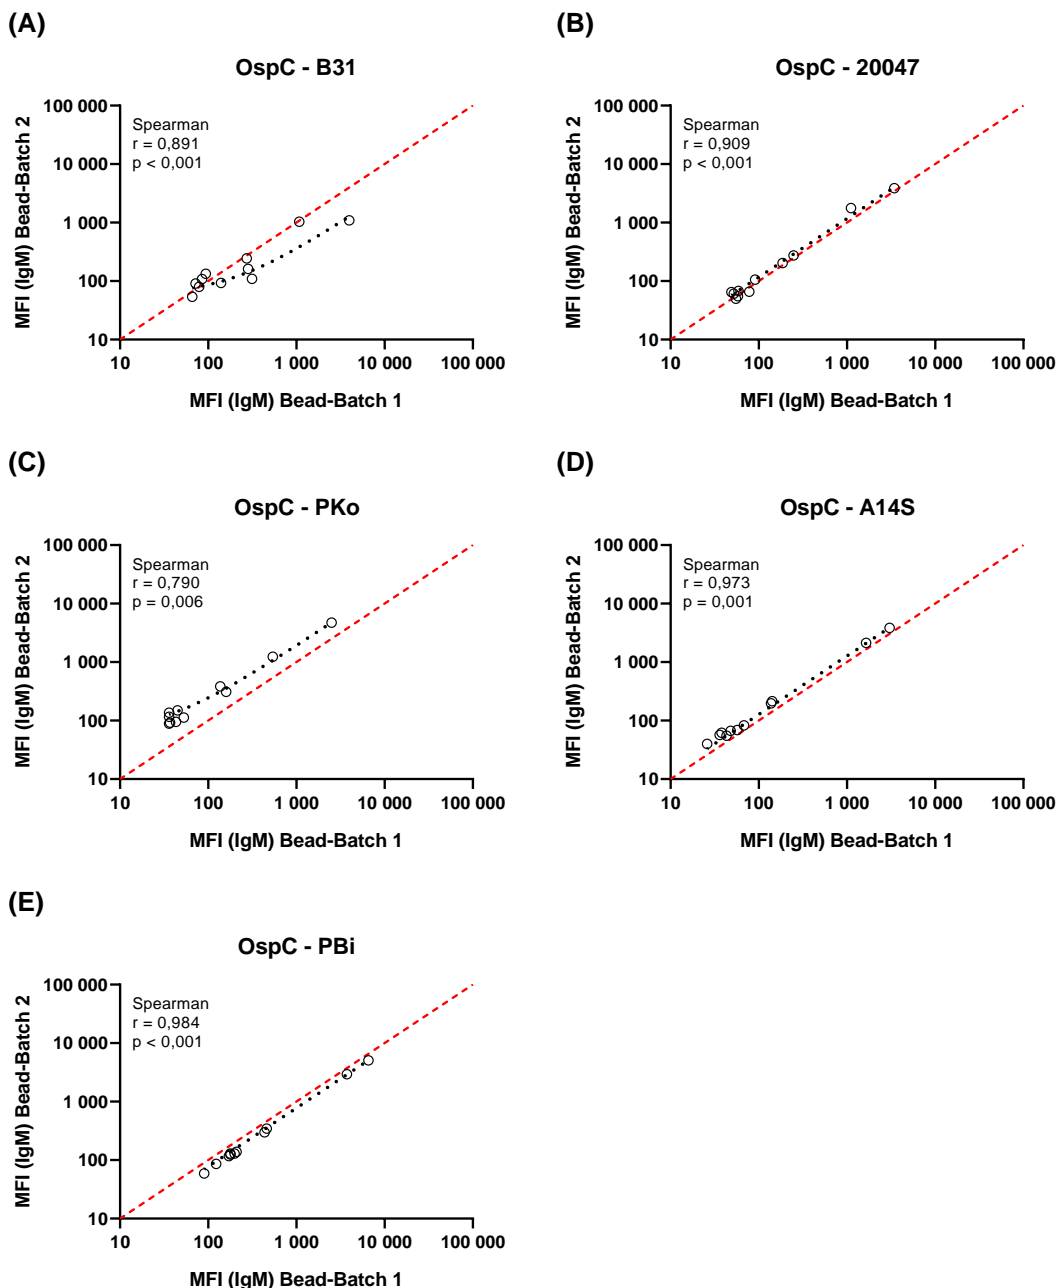 (A)
OspC - B31
Spearman
r = 0,891
p < 0,001
MFI (IgM) Bead-Batch 2
100 000
10 000
1 000
100
10
10 100 1 000 10 000 100 000
MFI (IgM) Bead-Batch 1
(B)
OspC - 20047
Spearman
r = 0,909
p < 0,001
MFI (IgM) Bead-Batch 2
100 000
10 000
1 000
100
10
10 100 1 000 10 000 100 000
MFI (IgM) Bead-Batch 1
(C)
OspC - PKo
Spearman
r = 0,790
p = 0,006
MFI (IgM) Bead-Batch 2
100 000
10 000
1 000
100
10
10 100 1 000 10 000 100 000
MFI (IgM) Bead-Batch 1
(D)
OspC - A14S
Spearman
r = 0,973
p = 0,001
MFI (IgM) Bead-Batch 2
100 000
10 000
1 000
100
10
10 100 1 000 10 000 100 000
MFI (IgM) Bead-Batch 1
(E)
OspC - PBi
Spearman
r = 0,984
p < 0,001
MFI (IgM) Bead-Batch 2
100 000
10 000
1 000
100
10
10 100 1 000 10 000 100 000
MFI (IgM) Bead-Batch 1